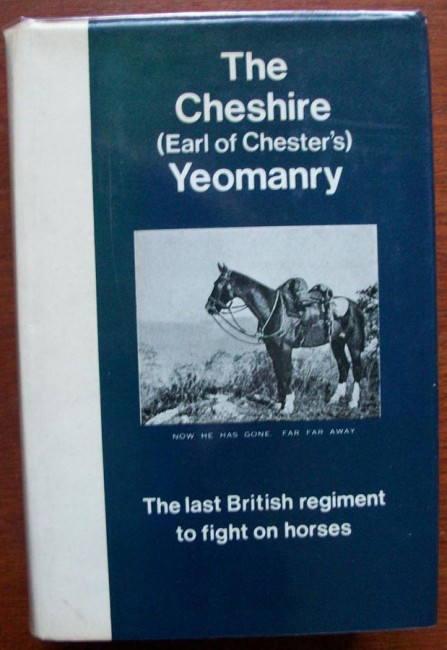 The
Cheshire
(Earl of Chester's)
Yeomanry
NOW HE HAS GONE. FAR FAR AWAY
The last British regiment
to fight on horses